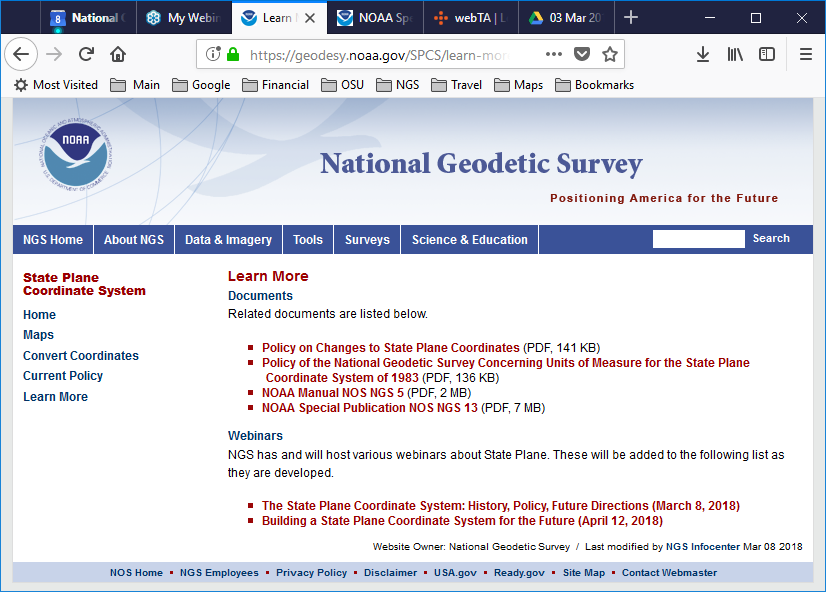 National
My Webin
Learn
NOAA Spe
webTA | L
03 Mar 20
https://geodesy.noaa.gov/SPCS/learn-mor
Most Visited Main Google Financial OSU NGS Travel Maps Bookmarks
NOAA
National Geodetic Survey
Positioning America for the Future
NGS Home About NGS Data & Imagery Tools Surveys Science & Education Search
State Plane
Coordinate System
Home
Maps
Convert Coordinates
Current Policy
Learn More
Learn More
Documents
Related documents are listed below.
Policy on Changes to State Plane Coordinates (PDF, 141 KB)
Policy of the National Geodetic Survey Concerning Units of Measure for the State Plane
Coordinate System of 1983 (PDF, 136 KB)
NOAA Manual NOS NGS 5 (PDF, 2 MB)
NOAA Special Publication NOS NGS 13 (PDF, 7 MB)
Webinars
NGS has and will host various webinars about State Plane. These will be added to the following list as
they are developed.
The State Plane Coordinate System: History, Policy, Future Directions (March 8, 2018)
Building a State Plane Coordinate System for the Future (April 12, 2018)
Website Owner: National Geodetic Survey / Last modified by NGS Infocenter Mar 08 2018
NOS Home ▪ NGS Employees ▪ Privacy Policy ▪ Disclaimer ▪ USA.gov ▪ Ready.gov ▪ Site Map ▪ Contact Webmaster